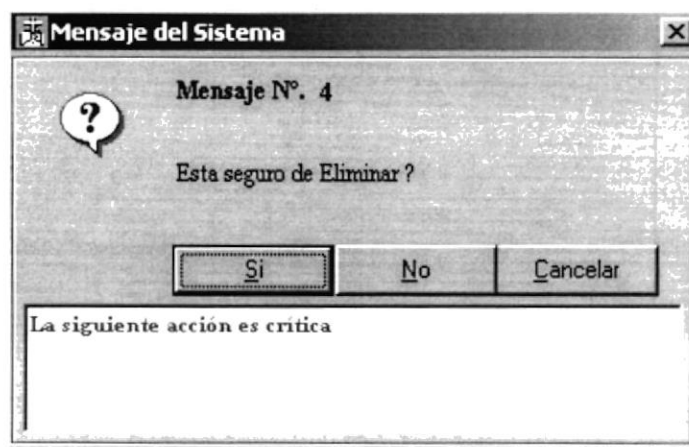 Mensaje del Sistema
Mensaje Nº. 4
Esta seguro de Eliminar ?
Si No Cancelar
La siguiente acción es crítica